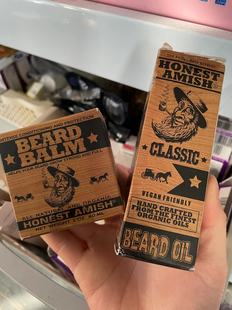 BEARD
BALM
HONEST AMISH
HONEST
AMISH
CLASSIC
VEGAN FRIENDLY
HAND CRAFTED
FROM THE FINEST
ORGANIC OILS
BEARD OIL